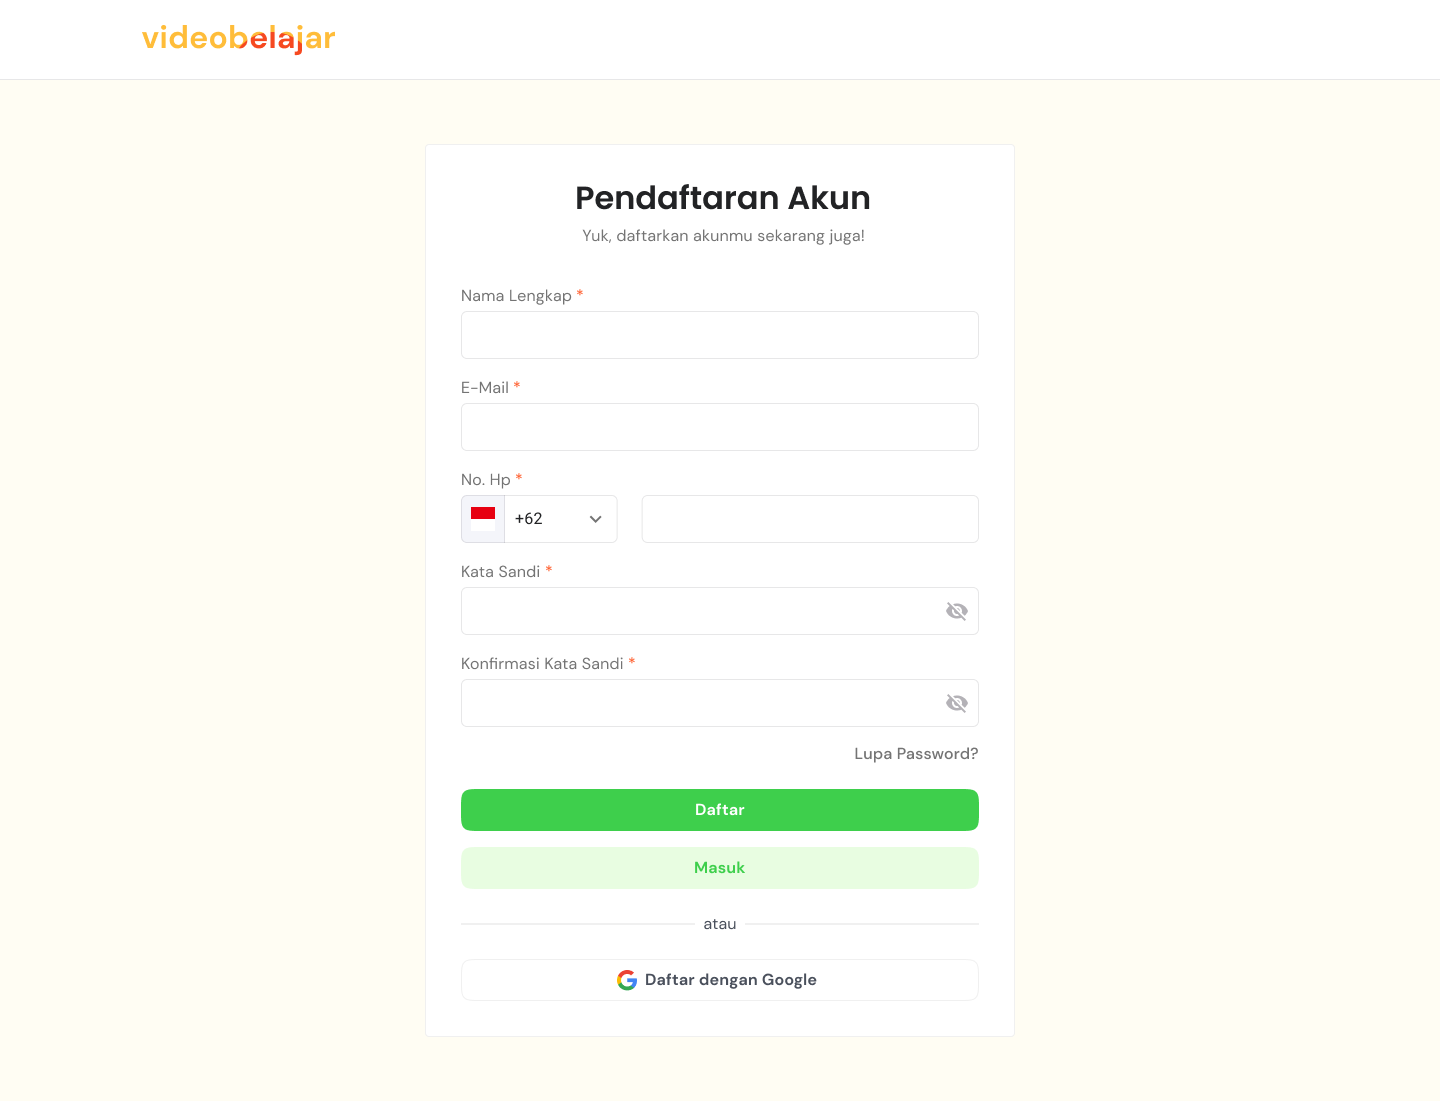 videobelajar
Pendaftaran Akun
Yuk, daftarkan akunmu sekarang juga!
Nama Lengkap *
E-Mail *
No. Hp *
+62
Kata Sandi *
Konfirmasi Kata Sandi *
Lupa Password?
Daftar
Masuk
atau
Daftar dengan Google